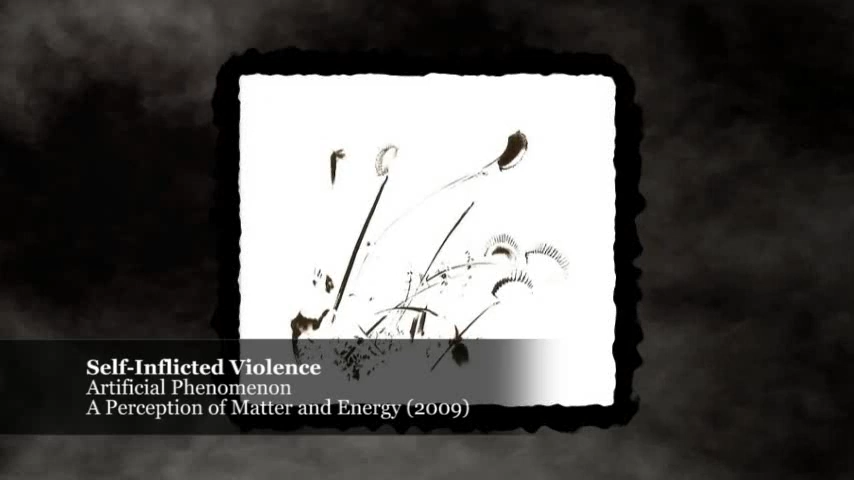 Self-Inflicted Violence
Artificial Phenomenon
A Perception of Matter and Energy (2009)